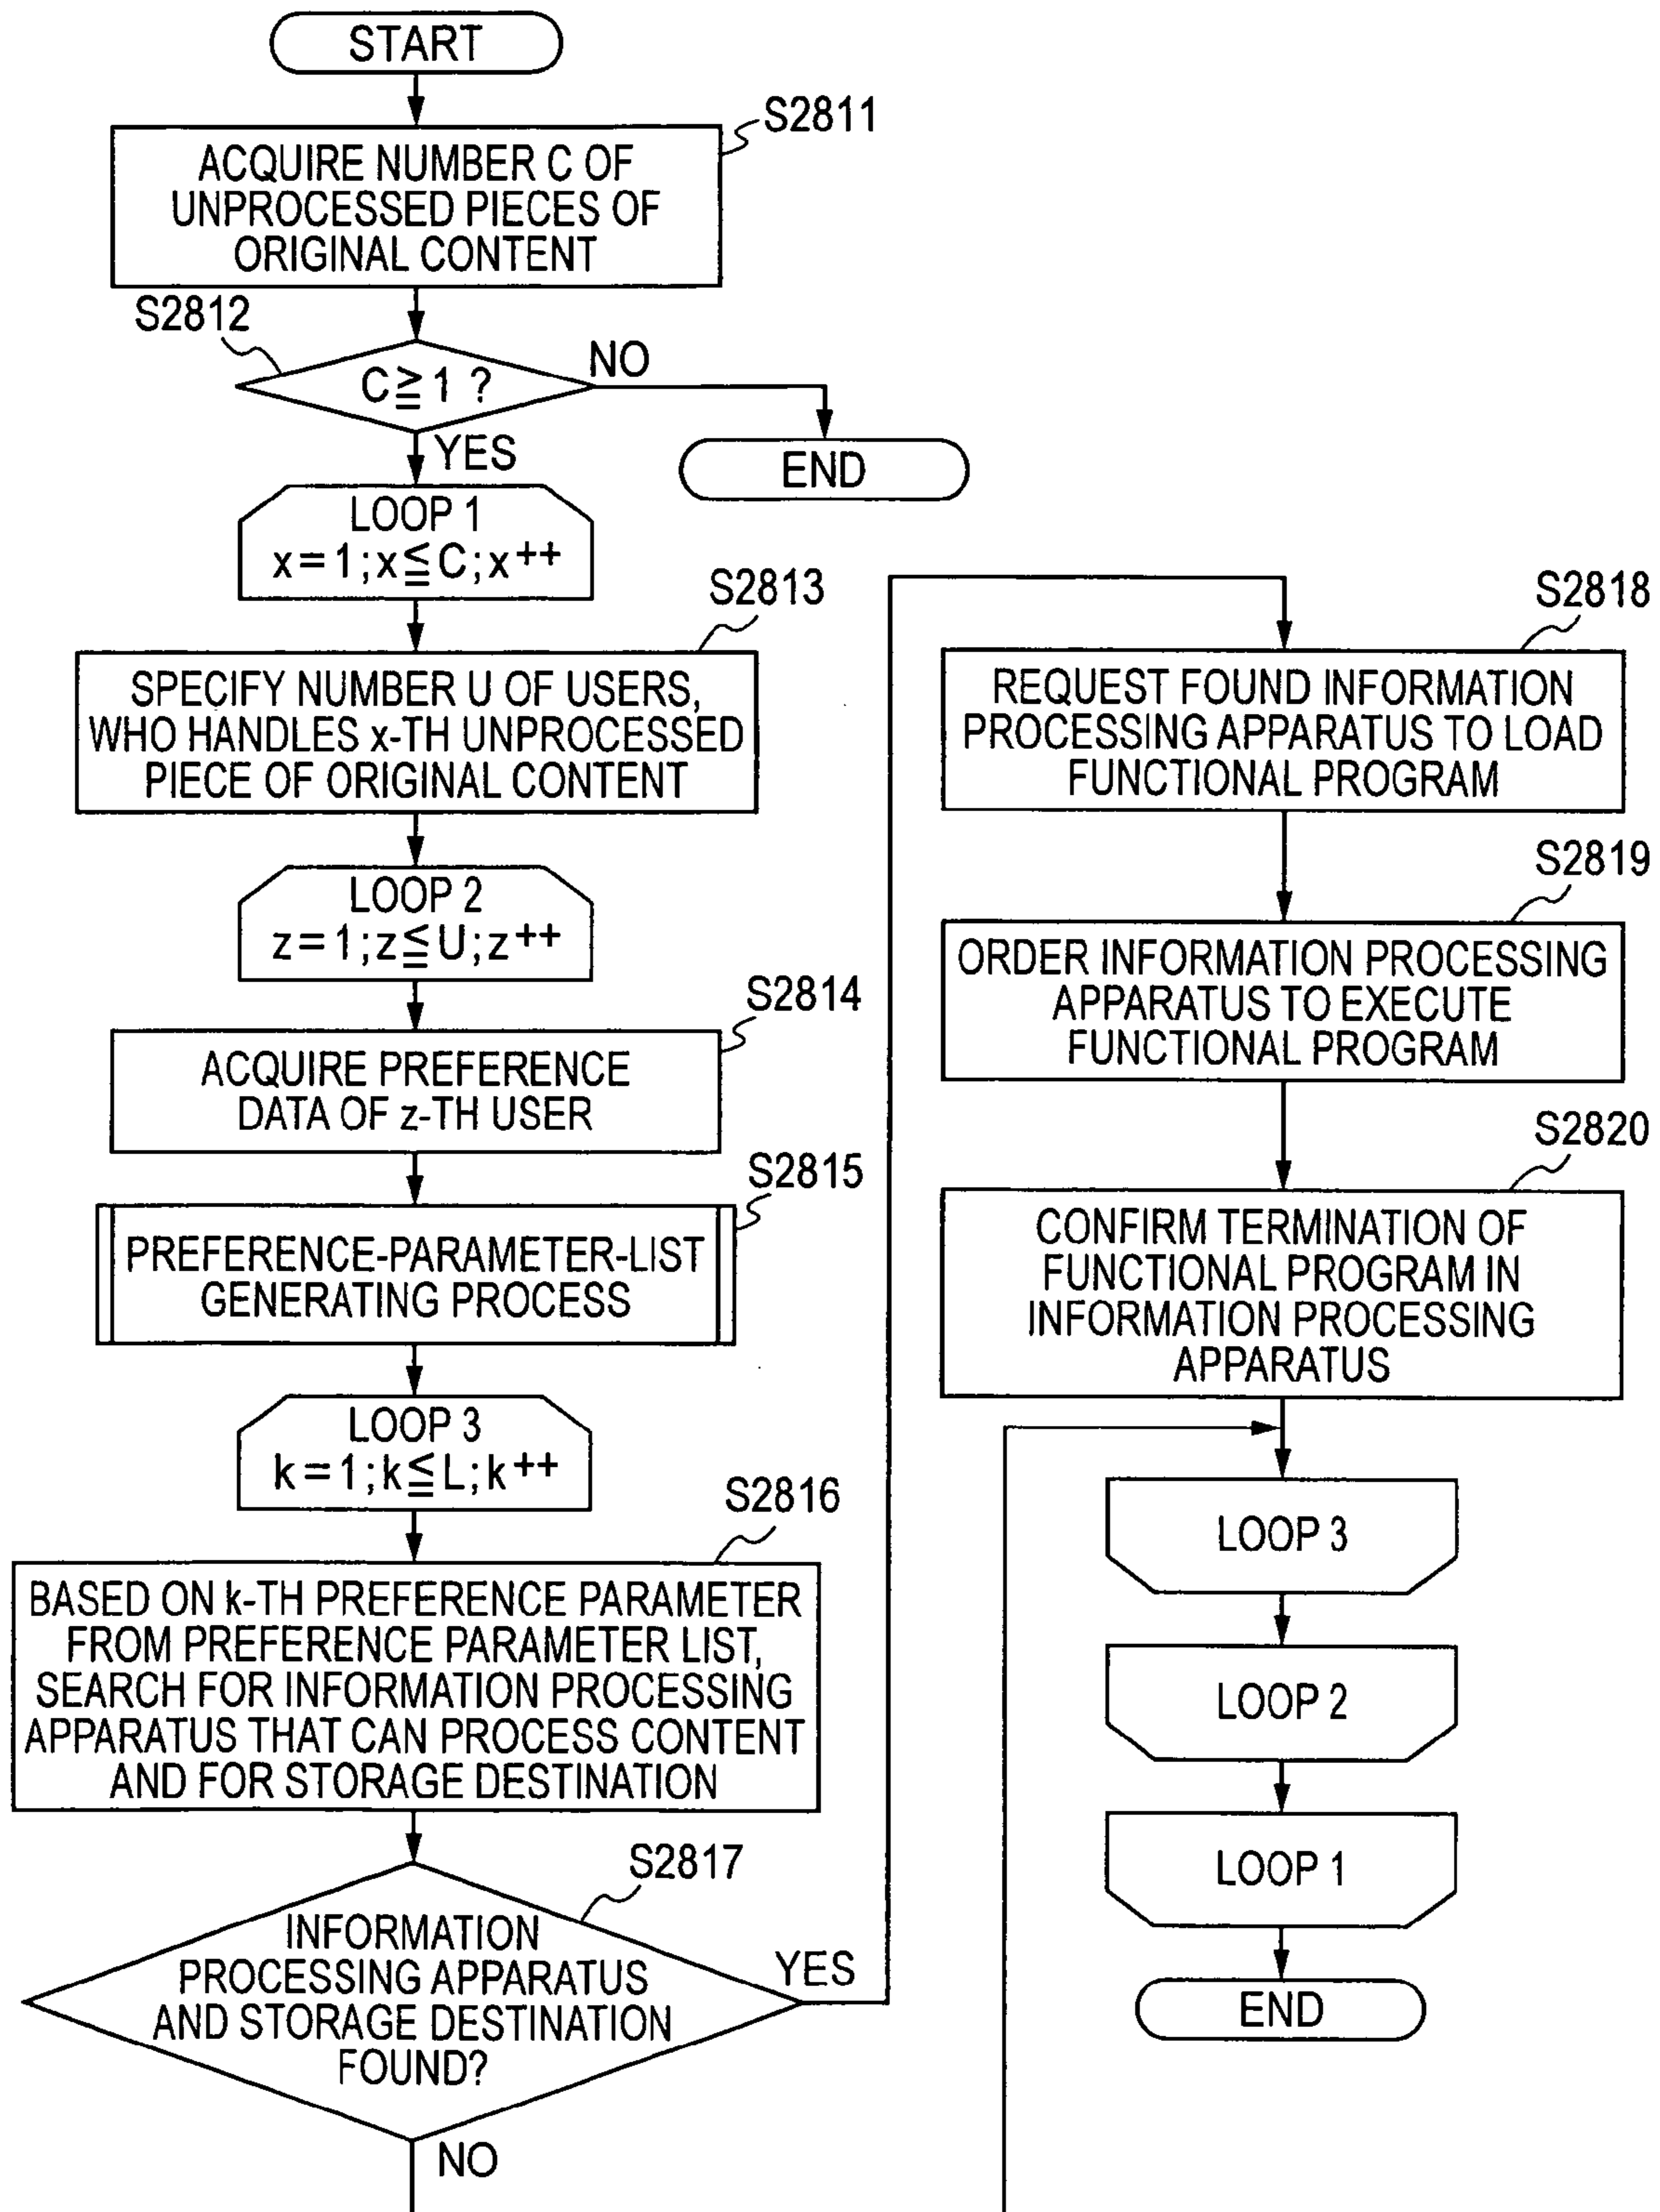 START
S2811
ACQUIRE NUMBER C OF
UNPROCESSED PIECES OF
ORIGINAL CONTENT
S2812
C≧1 ?
NO
END
YES
LOOP 1
x=1;x≦C;x++
S2813
SPECIFY NUMBER U OF USERS,
WHO HANDLES x-TH UNPROCESSED
PIECE OF ORIGINAL CONTENT
LOOP 2
z=1;z≦U;z++
S2814
ACQUIRE PREFERENCE
DATA OF z-TH USER
S2815
PREFERENCE-PARAMETER-LIST
GENERATING PROCESS
LOOP 3
k=1;k≦L;k++
S2816
BASED ON k-TH PREFERENCE PARAMETER
FROM PREFERENCE PARAMETER LIST,
SEARCH FOR INFORMATION PROCESSING
APPARATUS THAT CAN PROCESS CONTENT
AND FOR STORAGE DESTINATION
S2817
INFORMATION
PROCESSING APPARATUS
AND STORAGE DESTINATION
FOUND?
YES
NO
S2818
REQUEST FOUND INFORMATION
PROCESSING APPARATUS TO LOAD
FUNCTIONAL PROGRAM
S2819
ORDER INFORMATION PROCESSING
APPARATUS TO EXECUTE
FUNCTIONAL PROGRAM
S2820
CONFIRM TERMINATION OF
FUNCTIONAL PROGRAM IN
INFORMATION PROCESSING
APPARATUS
LOOP 3
LOOP 2
LOOP 1
END